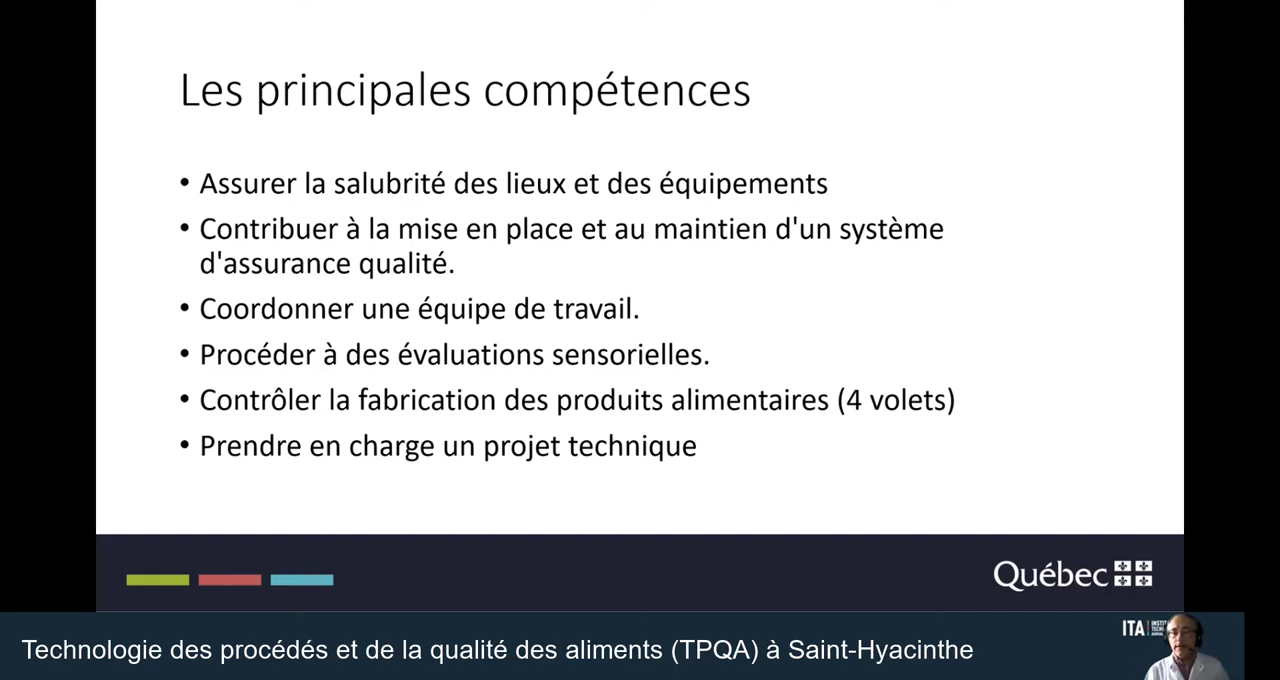 Les principales compétences
• Assurer la salubrité des lieux et des équipements
• Contribuer à la mise en place et au maintien d'un système
d'assurance qualité.
• Coordonner une équipe de travail.
• Procéder à des évaluations sensorielles.
• Contrôler la fabrication des produits alimentaires (4 volets)
• Prendre en charge un projet technique
Québec
ITA
Technologie des procédés et de la qualité des aliments (TPQA) à Saint-Hyacinthe